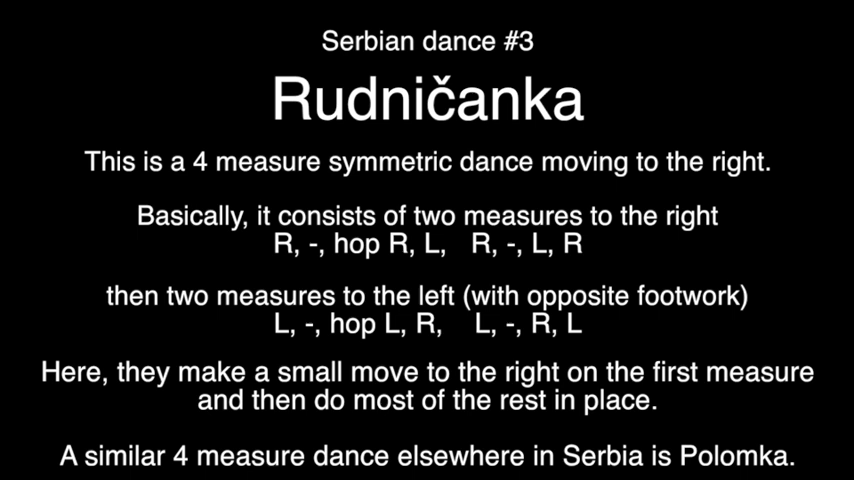 Serbian dance #3
Rudničanka
This is a 4 measure symmetric dance moving to the right.
Basically, it consists of two measures to the right
R, -, hop R, L, R, -, L, R
then two measures to the left (with opposite footwork)
L, -, hop L, R, L, -, R, L
Here, they make a small move to the right on the first measure
and then do most of the rest in place.
A similar 4 measure dance elsewhere in Serbia is Polomka.